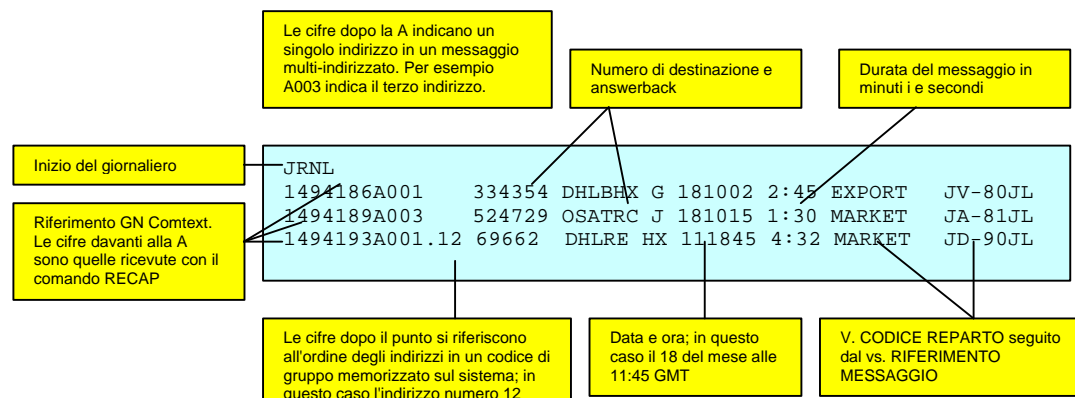 Le cifre dopo la A indicano un
singolo indirizzo in un messaggio
multi-indirizzato. Per esempio
A003 indica il terzo indirizzo.
Numero di destinazione e
answerback
Durata del messaggio in
minuti i e secondi
Inizio del giornaliero
Riferimento GN Comtext.
Le cifre davanti alla A
sono quelle ricevute con il
comando RECAP
JRNL
1494186A001 334354 DHLBHX G 181002 2:45 EXPORT JV-80JL
1494189A003 524729 OSATRC J 181015 1:30 MARKET JA-81JL
1494193A001.12 69662 DHLRE HX 111845 4:32 MARKET JD-90JL
Le cifre dopo il punto si riferiscono
all'ordine degli indirizzi in un codice di
gruppo memorizzato sul sistema; in
questo caso l'indirizzo numero 12
Data e ora; in questo
caso il 18 del mese alle
11:45 GMT
V. CODICE REPARTO seguito
dal vs. RIFERIMENTO
MESSAGGIO